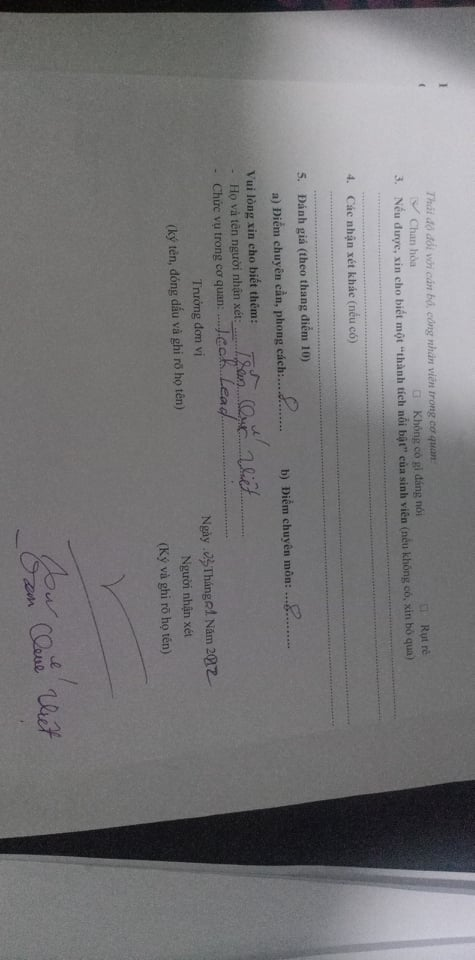 Thái độ đối với cán bộ, công nhân viên trong cơ quan:
☑ Chan hòa ☐ Không có gì đáng nói ☐ Rụt rè
3. Nếu được, xin cho biết một "thành tích nổi bật" của sinh viên (nếu không có, xin bỏ qua)
4. Các nhận xét khác (nếu có)
5. Đánh giá (theo thang điểm 10)
a) Điểm chuyên cần, phong cách: 8 b) Điểm chuyên môn: 8
Vui lòng xin cho biết thêm:
- Họ và tên người nhận xét: Trần Quý Việt
- Chức vụ trong cơ quan: Tech Lead
Ngày 03 Tháng 01 Năm 2022
Trưởng đơn vị Người nhận xét
(ký tên, đóng dấu và ghi rõ họ tên) (Ký và ghi rõ họ tên)
Việt